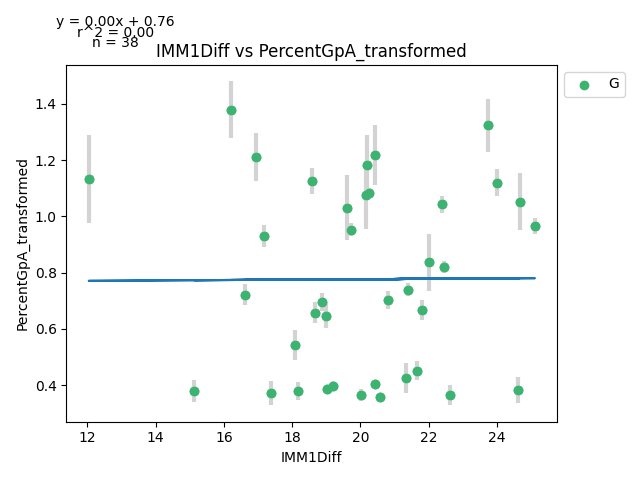 y = 0.00x + 0.76
r^2 = 0.00
n = 38
IMM1Diff vs PercentGpA_transformed
G
PercentGpA_transformed
1.4
1.2
1.0
0.8
0.6
0.4
12 14 16 18 20 22 24
IMM1Diff